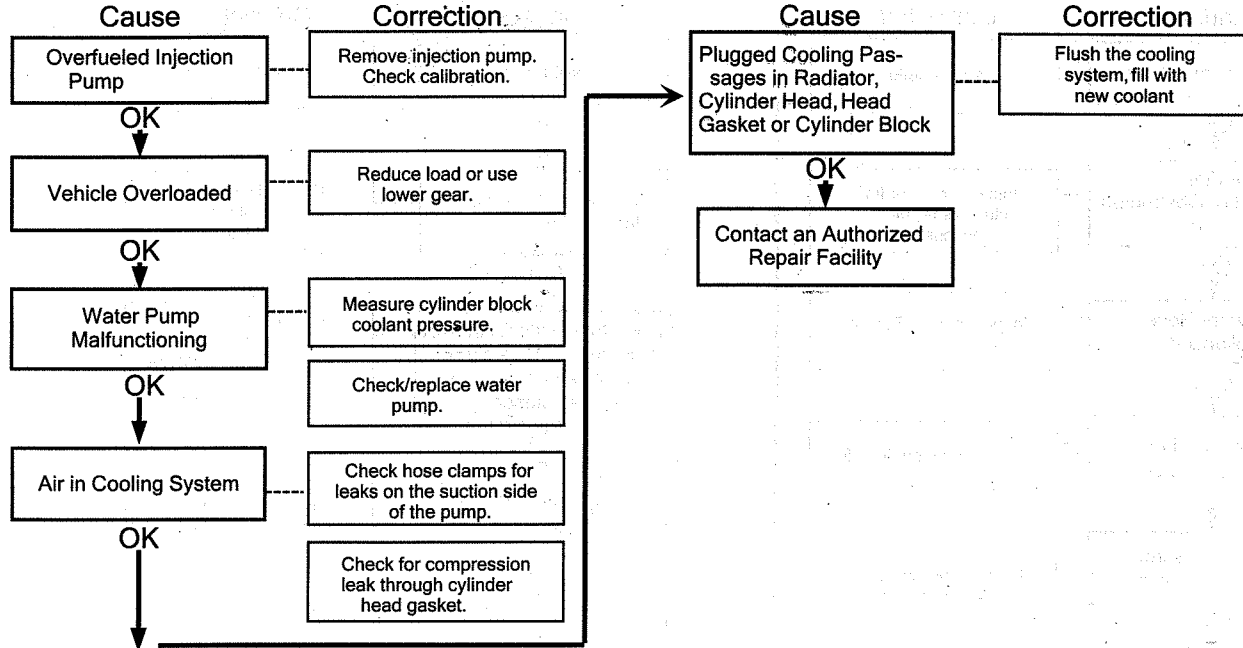 Cause
Correction
Overfueled Injection
Pump
Remove injection pump.
Check calibration.
OK
Vehicle Overloaded
Reduce load or use
lower gear.
OK
Water Pump
Malfunctioning
Measure cylinder block
coolant pressure.
Check/replace water
pump.
OK
Air in Cooling System
Check hose clamps for
leaks on the suction side
of the pump.
OK
Check for compression
leak through cylinder
head gasket.
Cause
Correction
Plugged Cooling Pas-
sages in Radiator,
Cylinder Head, Head
Gasket or Cylinder Block
Flush the cooling
system, fill with
new coolant
OK
Contact an Authorized
Repair Facility